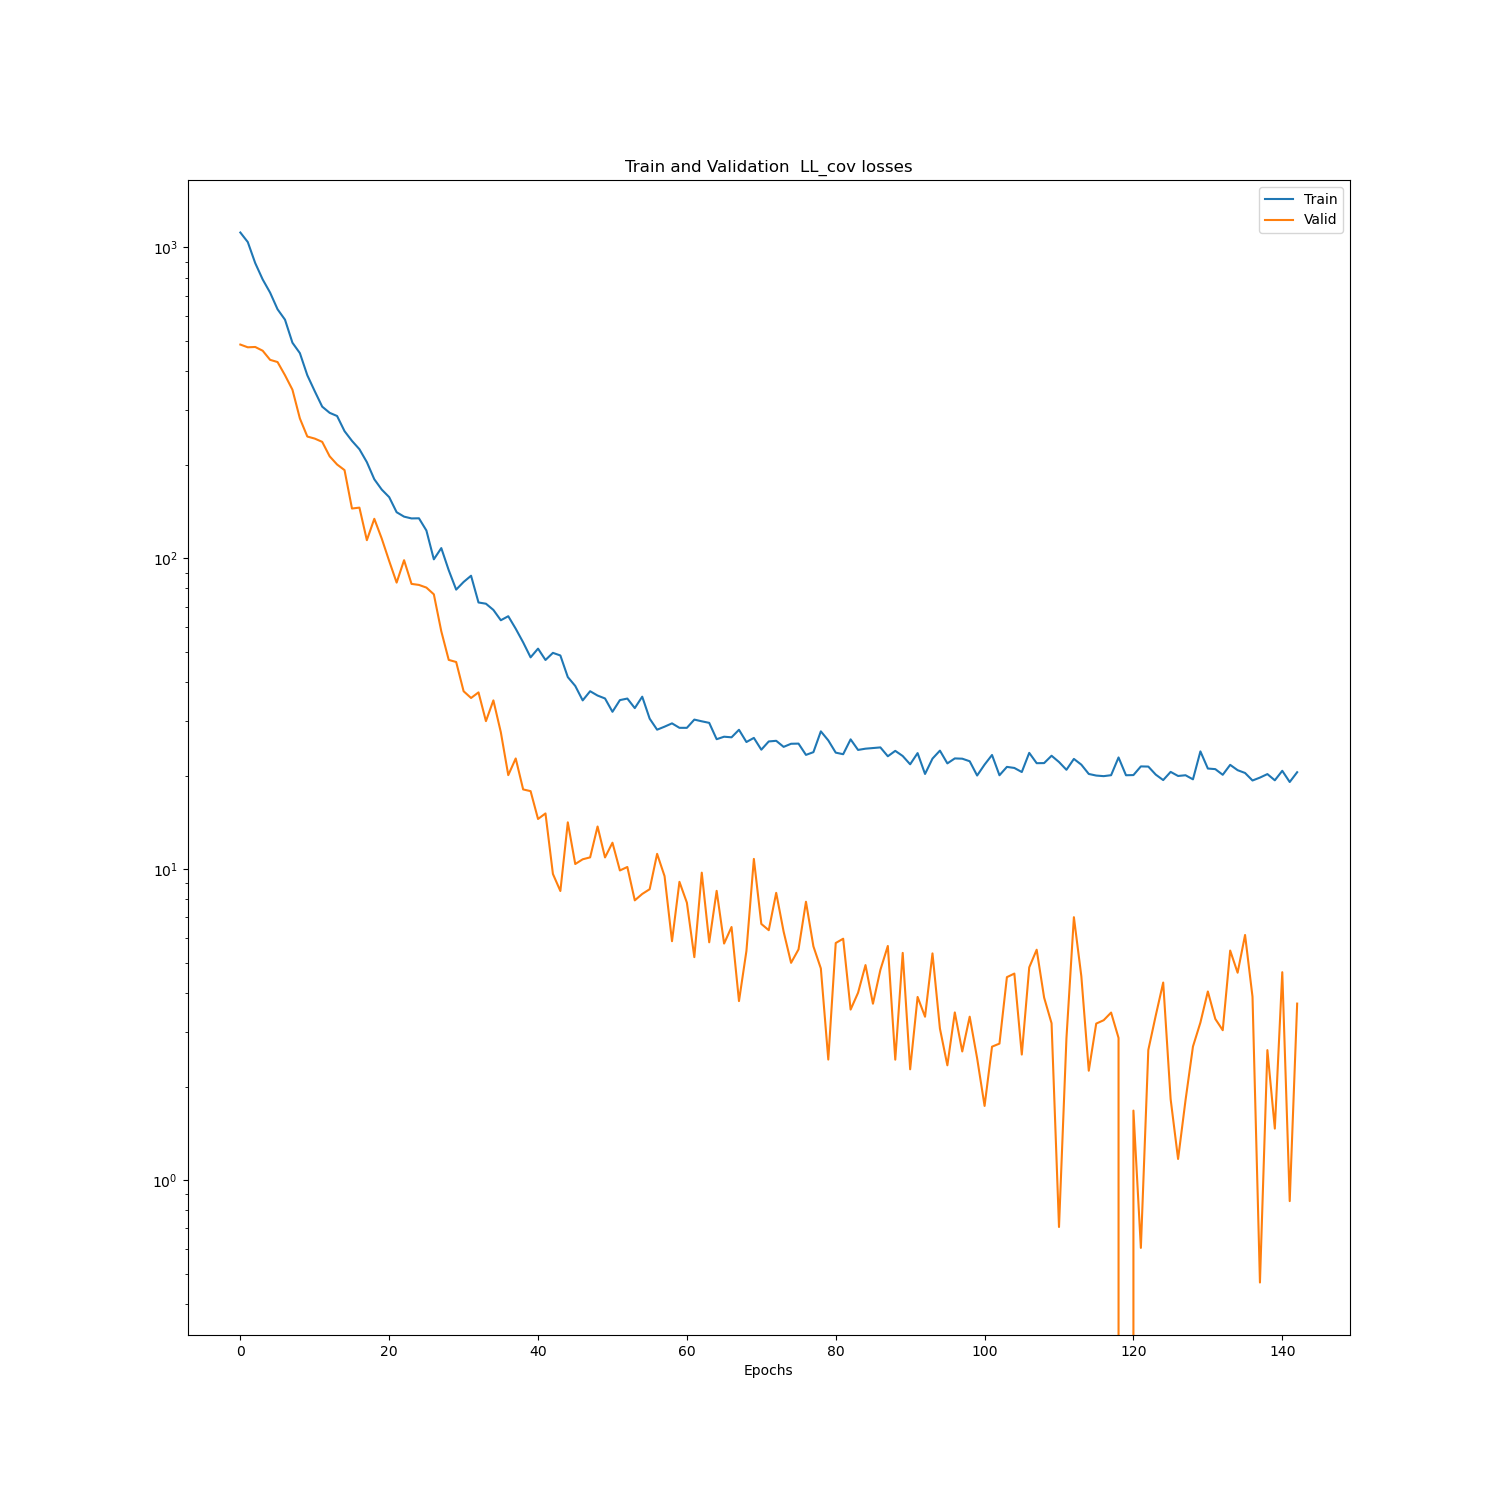 Train and Validation  LL_cov losses
Train
Valid
10³
10²
10¹
10⁰
0 20 40 60 80 100 120 140
Epochs